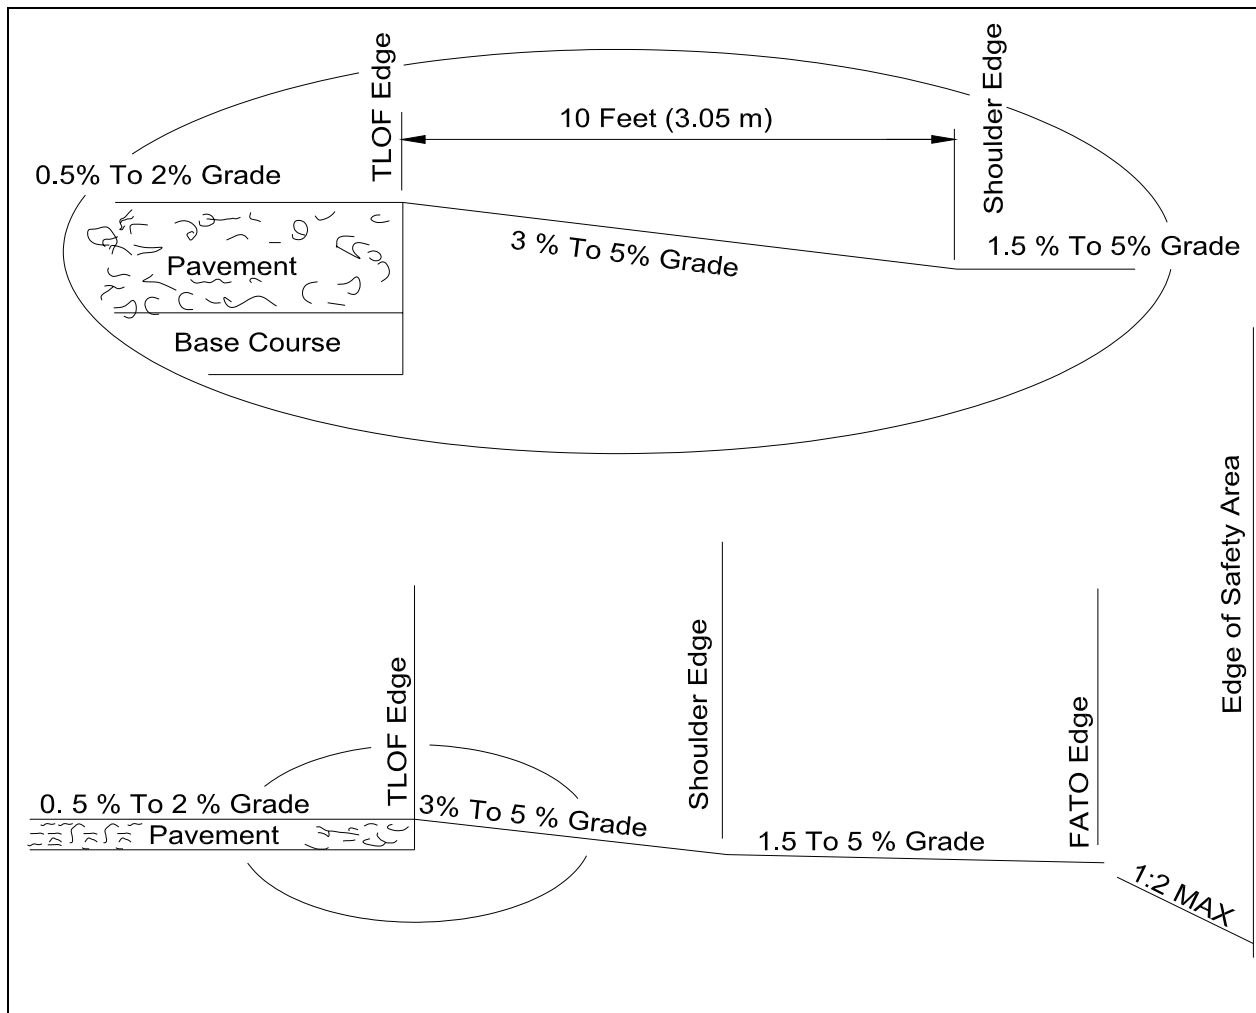 TLOF Edge
10 Feet (3.05 m)
Shoulder Edge
0.5% To 2% Grade
3 % To 5% Grade
1.5 % To 5% Grade
Pavement
Base Course
Edge of Safety Area
TLOF Edge
Shoulder Edge
FATO Edge
0. 5 % To 2 % Grade
3% To 5 % Grade
Pavement
1.5 To 5 % Grade
1:2 MAX